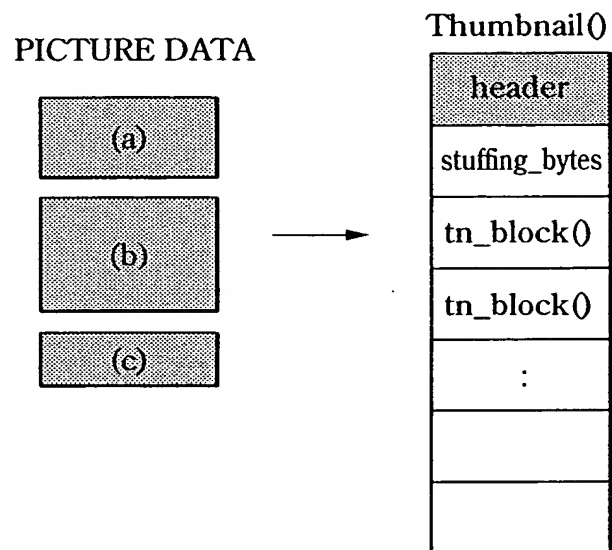 PICTURE DATA
(a)
(b)
(c)
Thumbnail()
header
stuffing_bytes
tn_block()
tn_block()
: